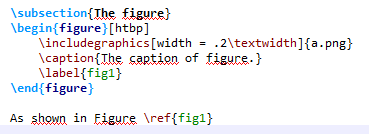 \subsection{The figure}
\begin{figure}[htbp]
\includegraphics[width = .2\textwidth]{a.png}
\caption{The caption of figure.}
\label{fig1}
\end{figure}
As shown in Figure \ref{fig1}